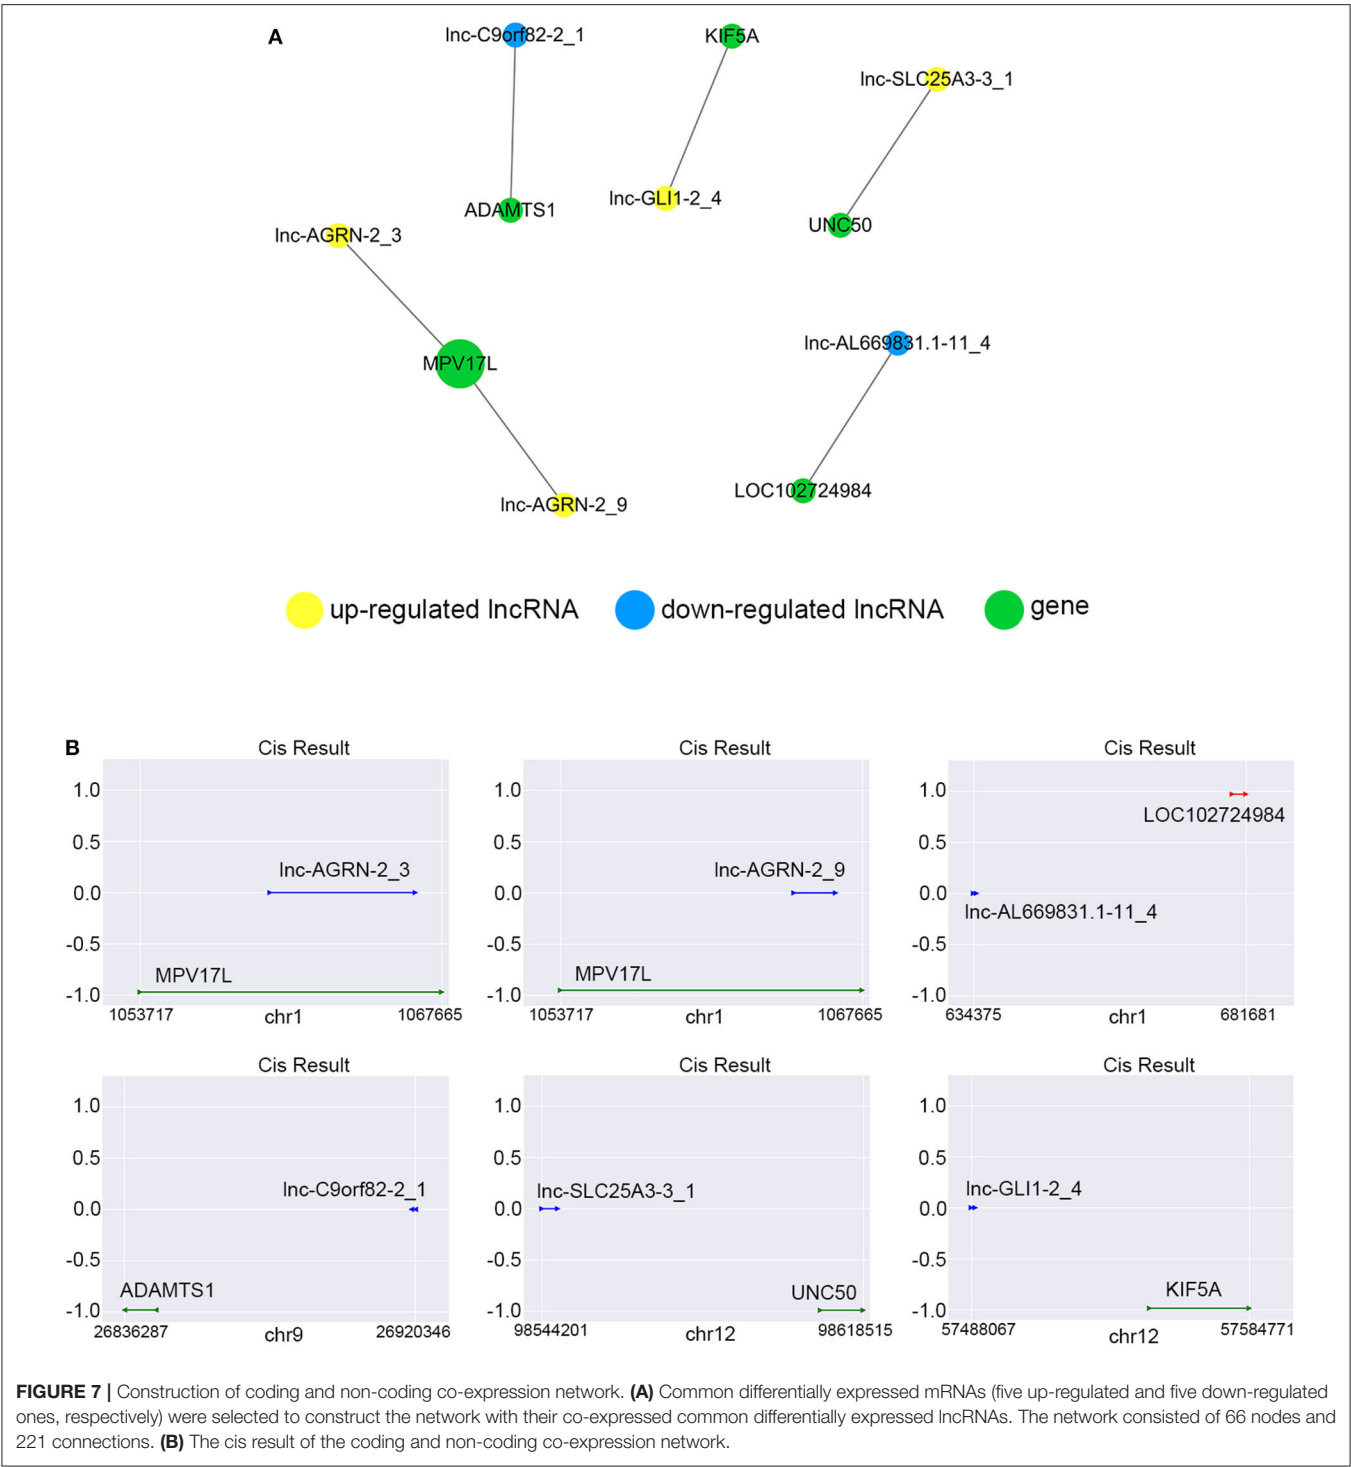 A
lnc-C9orf82-2_1
KIF5A
lnc-SLC25A3-3_1
ADAMTS1
lnc-GLI1-2_4
UNC50
lnc-AGRN-2_3
MPV17L
lnc-AL669831.1-11_4
LOC102724984
lnc-AGRN-2_9
up-regulated lncRNA
down-regulated lncRNA
gene
B
Cis Result
1.0
0.5
0.0
-0.5
-1.0
lnc-AGRN-2_3
MPV17L
1053717
chr1
1067665
Cis Result
1.0
0.5
0.0
-0.5
-1.0
lnc-AGRN-2_9
MPV17L
1053717
chr1
1067665
Cis Result
1.0
0.5
0.0
-0.5
-1.0
LOC102724984
lnc-AL669831.1-11_4
634375
chr1
681681
Cis Result
1.0
0.5
0.0
-0.5
-1.0
lnc-C9orf82-2_1
ADAMTS1
26836287
chr9
26920346
Cis Result
1.0
0.5
0.0
-0.5
-1.0
lnc-SLC25A3-3_1
UNC50
98544201
chr12
98618515
Cis Result
1.0
0.5
0.0
-0.5
-1.0
lnc-GLI1-2_4
KIF5A
57488067
chr12
57584771
FIGURE 7 | Construction of coding and non-coding co-expression network. (A) Common differentially expressed mRNAs (five up-regulated and five down-regulated
ones, respectively) were selected to construct the network with their co-expressed common differentially expressed lncRNAs. The network consisted of 66 nodes and
221 connections. (B) The cis result of the coding and non-coding co-expression network.